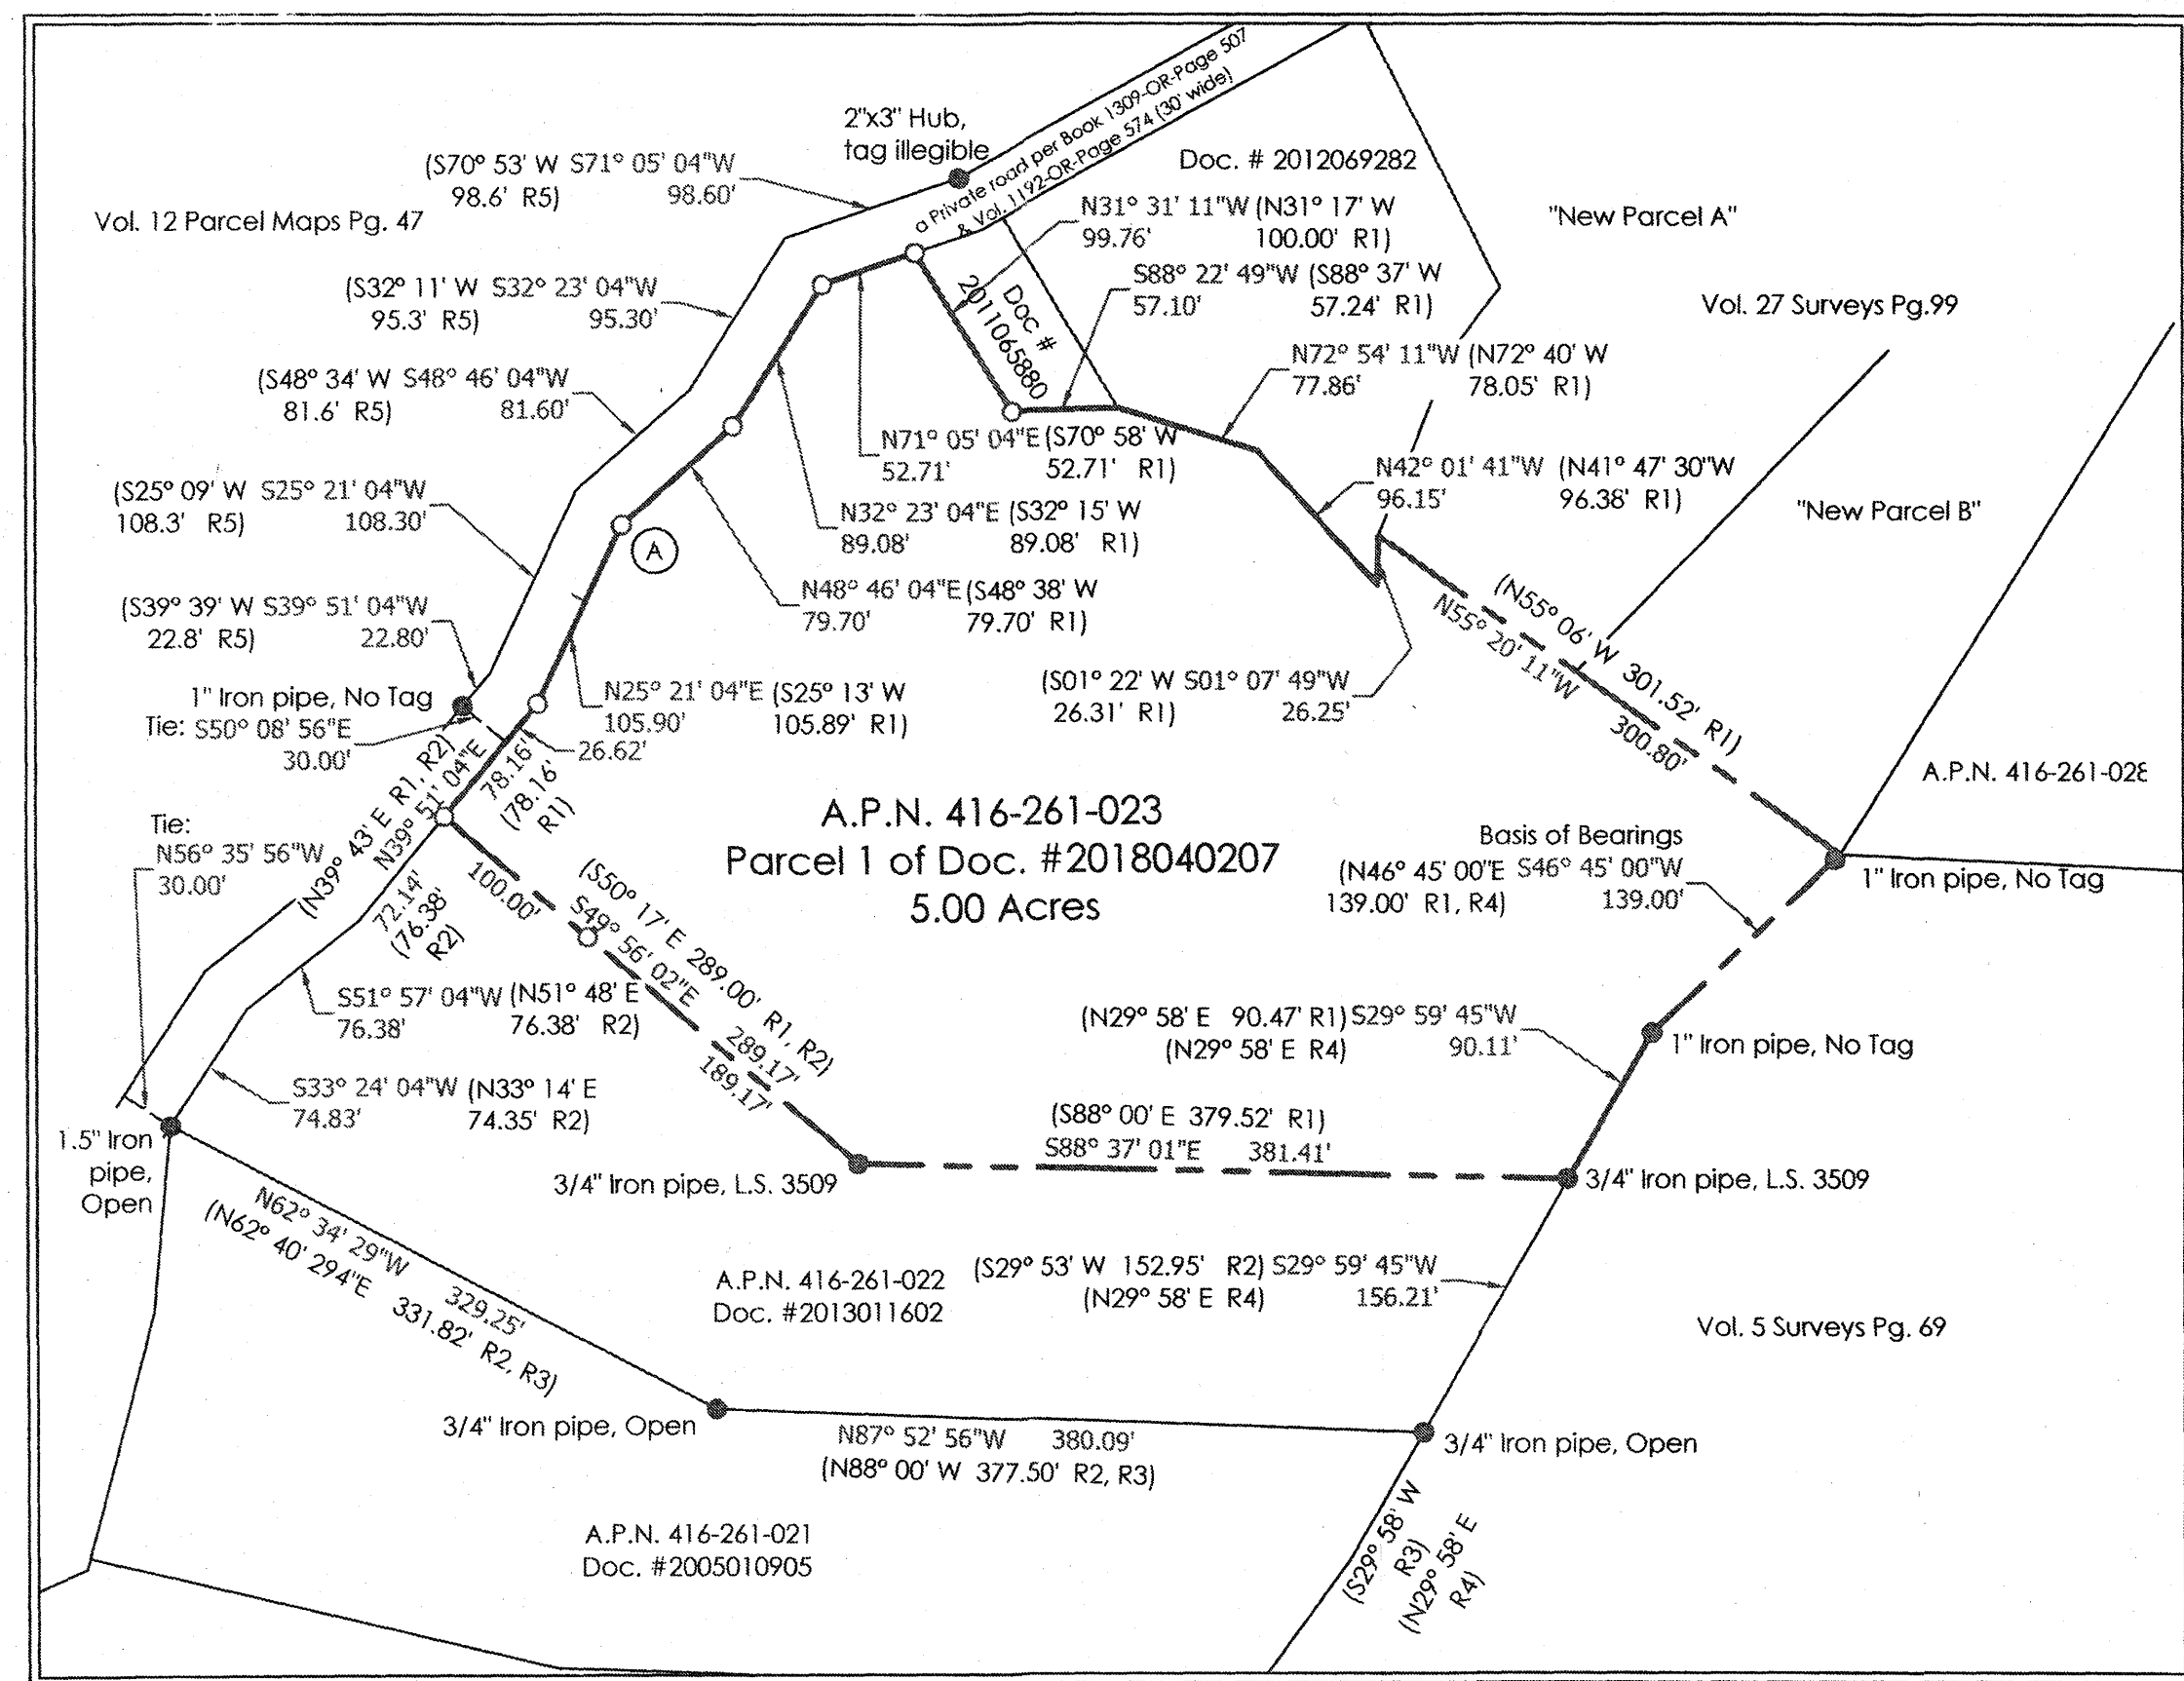 a Private road per Book 1309-OR-Page 507
& Vol. 1192-OR-Page 574 (30' wide)
2"x3" Hub,
tag illegible
Doc. # 2012069282
(S70° 53' W S71° 05' 04"W
98.6' R5) 98.60'
Vol. 12 Parcel Maps Pg. 47
N31° 31' 11"W (N31° 17' W
99.76' 100.00' R1)
"New Parcel A"
S88° 22' 49"W (S88° 37' W
57.10' 57.24' R1)
Doc #
2011065880
(S32° 11' W S32° 23' 04"W
95.3' R5) 95.30'
Vol. 27 Surveys Pg.99
N72° 54' 11"W (N72° 40' W
77.86' 78.05' R1)
(S48° 34' W S48° 46' 04"W
81.6' R5) 81.60'
N71° 05' 04"E (S70° 58' W
52.71' 52.71' R1)
N42° 01' 41"W (N41° 47' 30"W
96.15' 96.38' R1)
(S25° 09' W S25° 21' 04"W
108.3' R5) 108.30'
N32° 23' 04"E (S32° 15' W
89.08' 89.08' R1)
"New Parcel B"
A
N48° 46' 04"E (S48° 38' W
79.70' 79.70' R1)
(S39° 39' W S39° 51' 04"W
22.8' R5) 22.80'
(N55° 06' W 301.52' R1)
N55° 20' 11"W 300.80'
(S01° 22' W S01° 07' 49"W
26.31' R1) 26.25'
1" Iron pipe, No Tag
Tie: S50° 08' 56"E
30.00'
N25° 21' 04"E (S25° 13' W
105.90' 105.89' R1)
26.62'
(N39° 43' E R1, R2)
N39° 51' 04"E
78.16'
(78.16'
R1)
A.P.N. 416-261-028
A.P.N. 416-261-023
Parcel 1 of Doc. #2018040207
5.00 Acres
Tie:
N56° 35' 56"W
30.00'
72.14'
(76.38'
R2)
100.00'
(S50° 17' E 289.00' R1, R2)
S49° 56' 02"E 289.17'
189.17'
Basis of Bearings
(N46° 45' 00"E S46° 45' 00"W
139.00' R1, R4) 139.00'
1" Iron pipe, No Tag
S51° 57' 04"W (N51° 48' E
76.38' 76.38' R2)
(N29° 58' E 90.47' R1) S29° 59' 45"W
(N29° 58' E R4) 90.11'
1" Iron pipe, No Tag
S33° 24' 04"W (N33° 14' E
74.83' 74.35' R2)
(S88° 00' E 379.52' R1)
S88° 37' 01"E 381.41'
1.5" Iron
pipe,
Open
3/4" Iron pipe, L.S. 3509
3/4" Iron pipe, L.S. 3509
N62° 34' 29"W 329.25'
(N62° 40' 294"E 331.82' R2, R3)
A.P.N. 416-261-022
Doc. #2013011602
(S29° 53' W 152.95' R2) S29° 59' 45"W
(N29° 58' E R4) 156.21'
Vol. 5 Surveys Pg. 69
3/4" Iron pipe, Open
N87° 52' 56"W 380.09'
(N88° 00' W 377.50' R2, R3)
3/4" Iron pipe, Open
(S29° 58' W
R3)
(N29° 58' E
R4)
A.P.N. 416-261-021
Doc. #2005010905